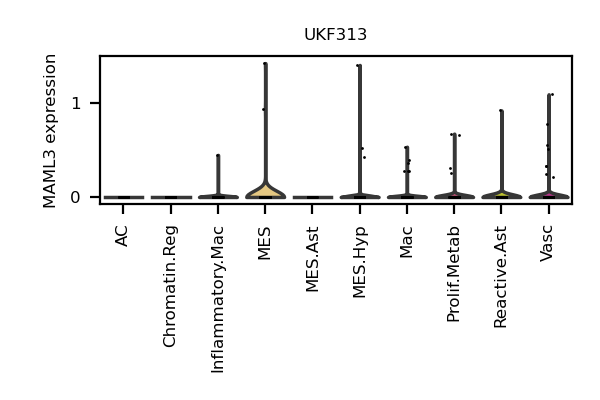 UKF313
MAML3 expression
1
0
AC
Chromatin.Reg
Inflammatory.Mac
MES
MES.Ast
MES.Hyp
Mac
Prolif.Metab
Reactive.Ast
Vasc